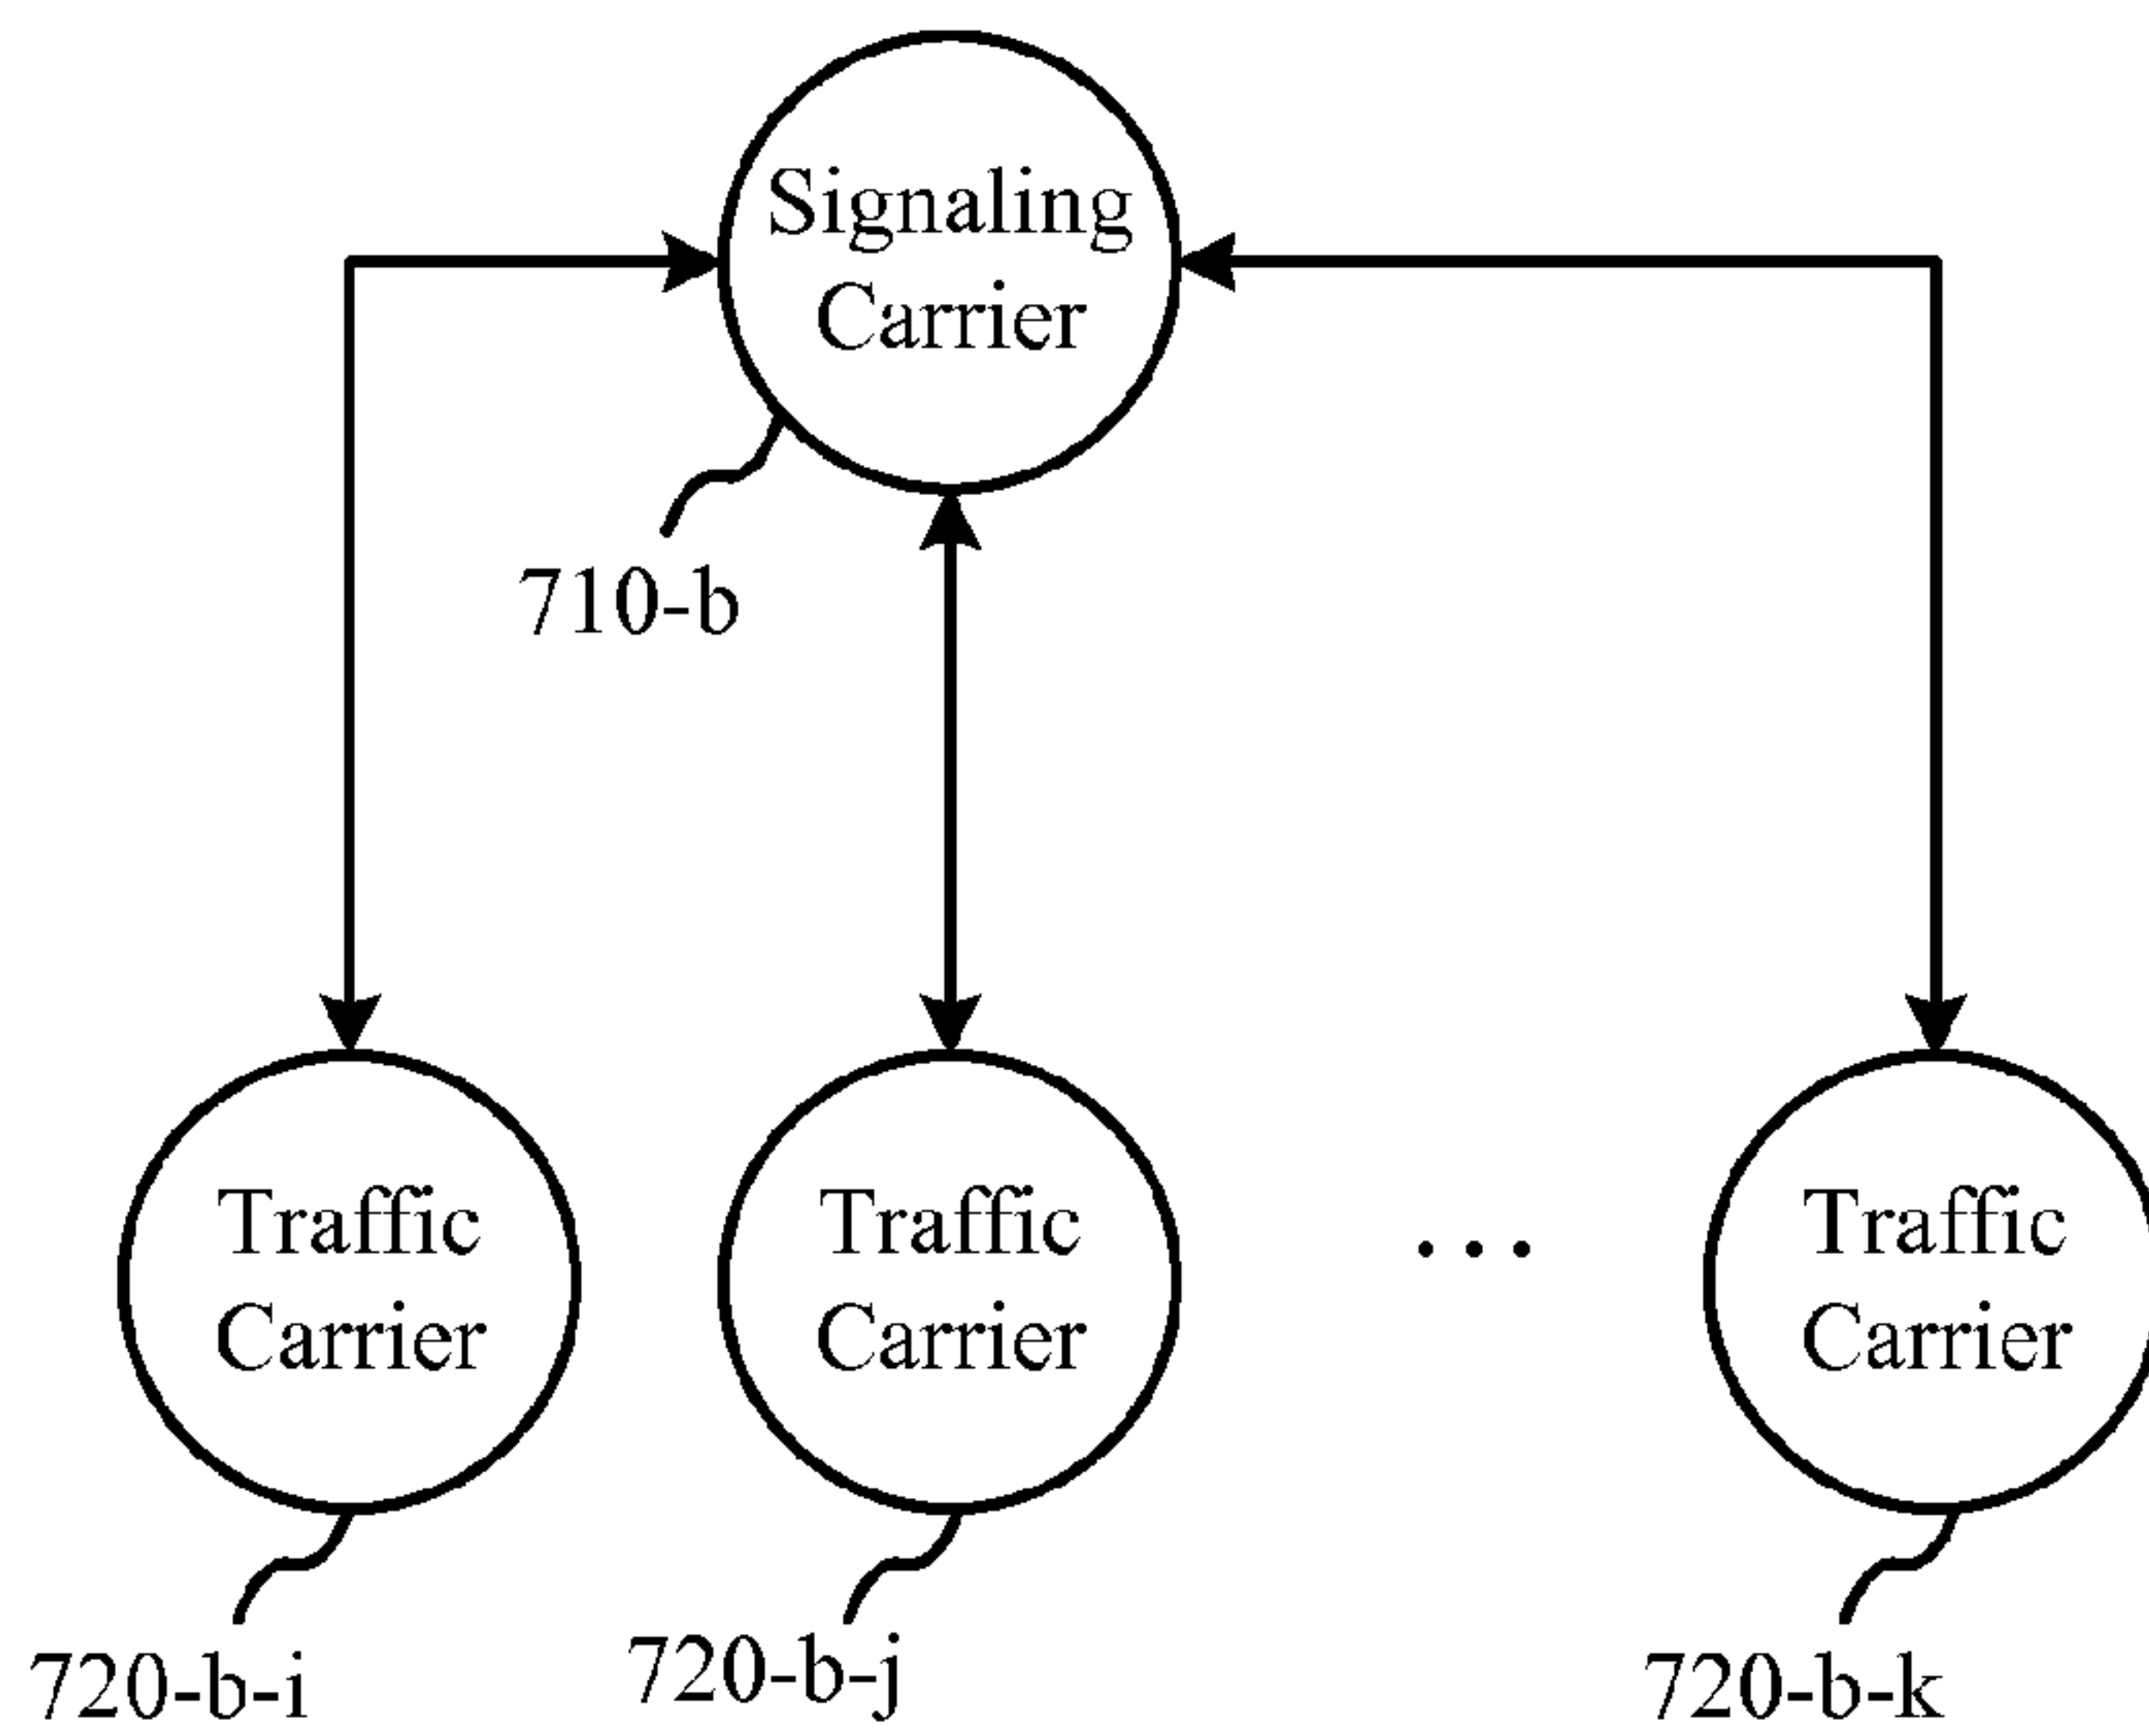 Signaling
Carrier
710-b
Traffic
Carrier
Traffic
Carrier
. . .
Traffic
Carrier
720-b-i
720-b-j
720-b-k